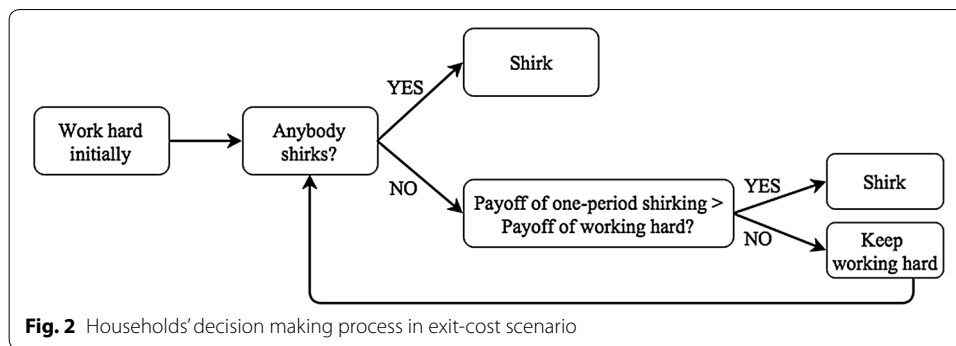 Work hard
initially
Anybody
shirks?
YES
Shirk
NO
Payoff of one-period shirking >
Payoff of working hard?
YES
Shirk
NO
Keep
working hard
Fig. 2 Households' decision making process in exit-cost scenario